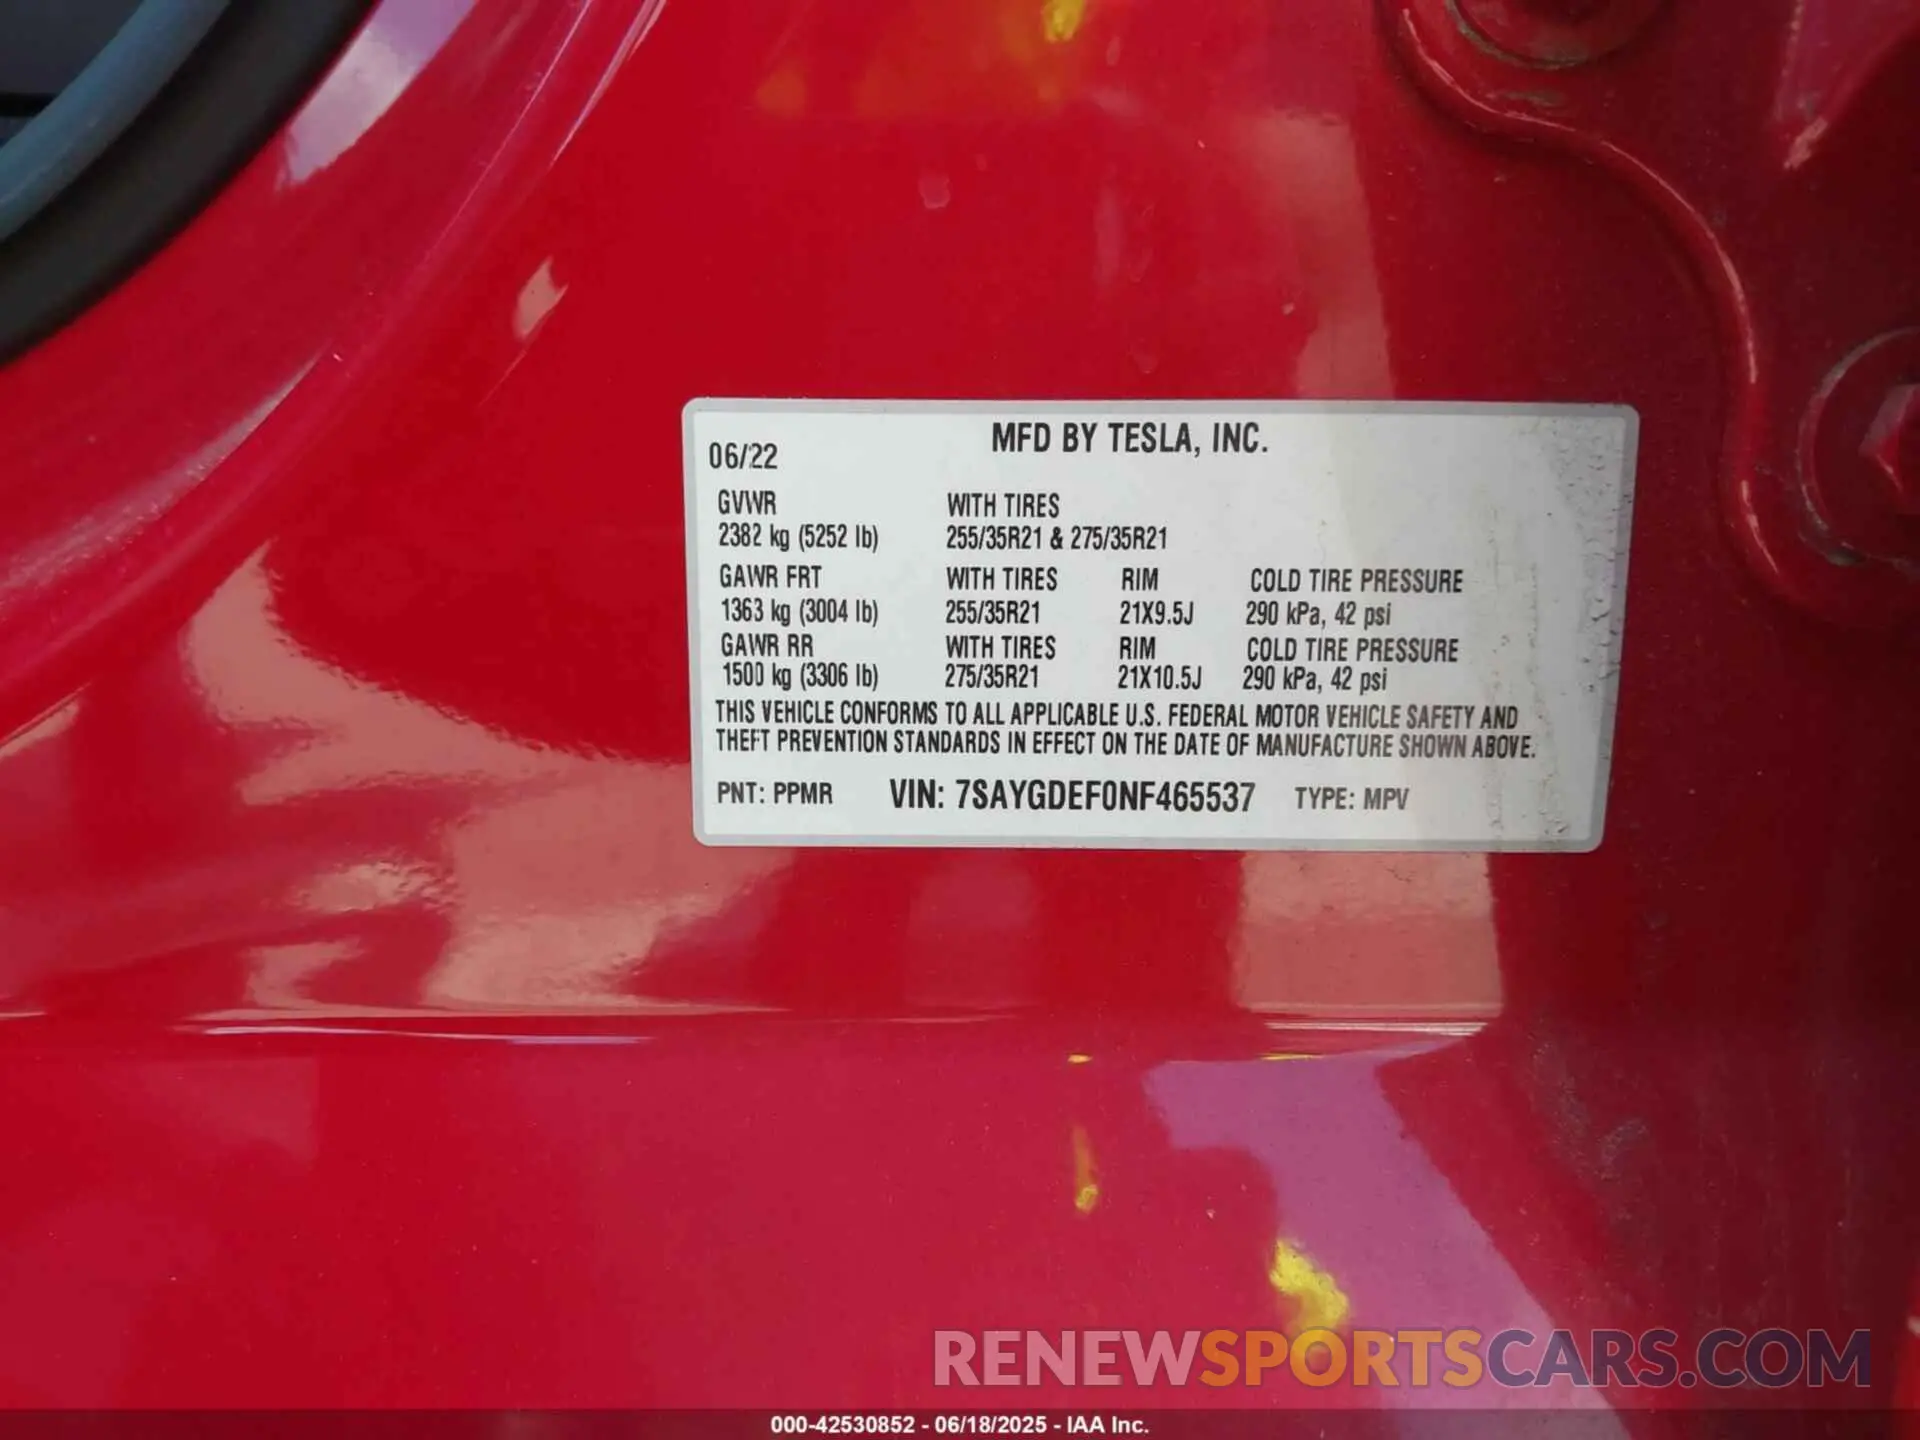 MFD BY TESLA, INC.
06/22
GVWR WITH TIRES
2382 kg (5252 lb) 255/35R21 & 275/35R21
GAWR FRT WITH TIRES RIM COLD TIRE PRESSURE
1363 kg (3004 lb) 255/35R21 21X9.5J 290 kPa, 42 psi
GAWR RR WITH TIRES RIM COLD TIRE PRESSURE
1500 kg (3306 lb) 275/35R21 21X10.5J 290 kPa, 42 psi
THIS VEHICLE CONFORMS TO ALL APPLICABLE U.S. FEDERAL MOTOR VEHICLE SAFETY AND
THEFT PREVENTION STANDARDS IN EFFECT ON THE DATE OF MANUFACTURE SHOWN ABOVE.
PNT: PPMR VIN: 7SAYGDEF0NF465537 TYPE: MPV
RENEWSPORTSCARS.COM
000-42530852 - 06/18/2025 - IAA Inc.